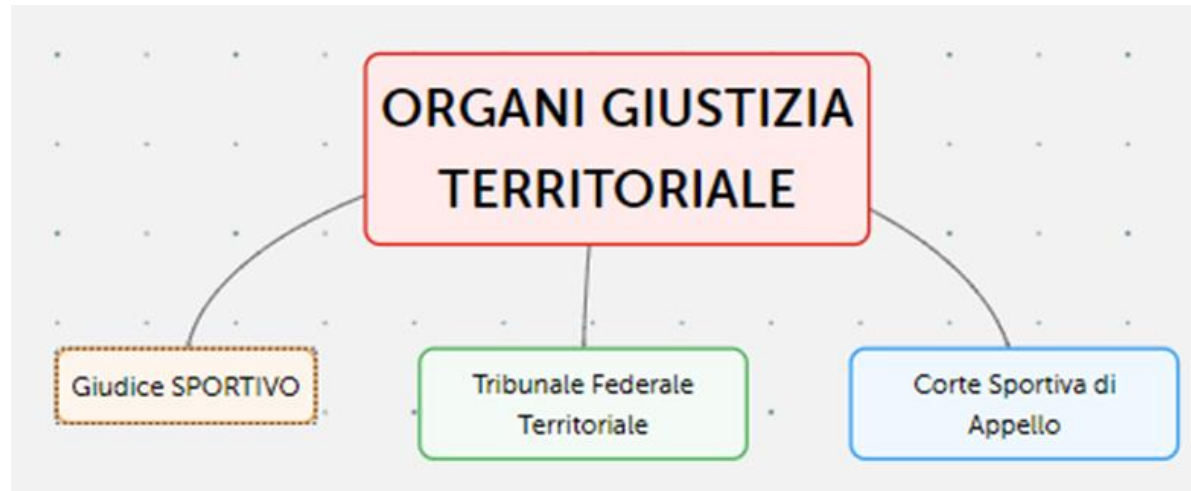 ORGANI GIUSTIZIA
TERRITORIALE
Giudice SPORTIVO
Tribunale Federale
Territoriale
Corte Sportiva di
Appello